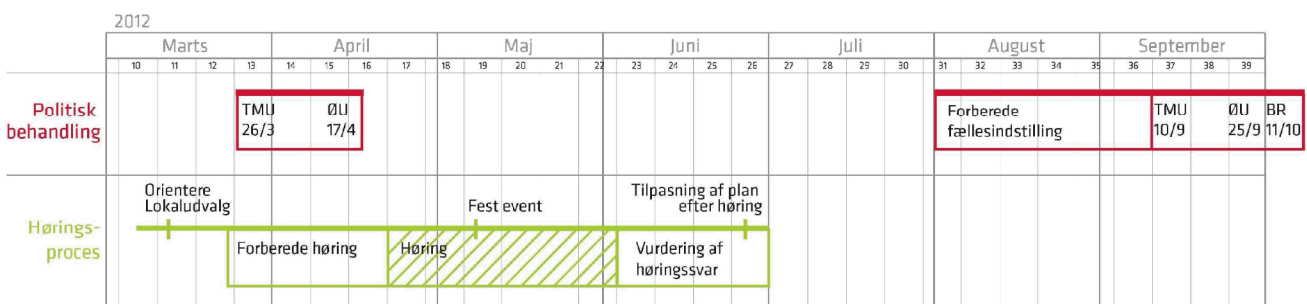 2012
Marts April Maj Juni Juli August September
10 11 12 13 14 15 16 17 18 19 20 21 22 23 24 25 26 27 28 29 30 31 32 33 34 35 36 37 38 39
Politisk
behandling
TMU ØU
26/3 17/4
Forberede
fællesindstilling
TMU ØU BR
10/9 25/9 11/10
Hørings-
proces
Orientere
Lokaludvalg
Fest event
Tilpasning af plan
efter høring
Forberede høring
Høring
Vurdering af
høringssvar